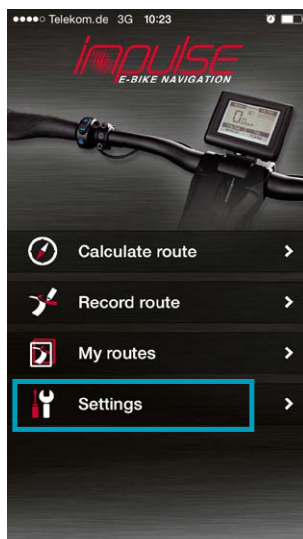 Telekom.de 3G 10:23
impulse
E-BIKE NAVIGATION
Calculate route
Record route
My routes
Settings